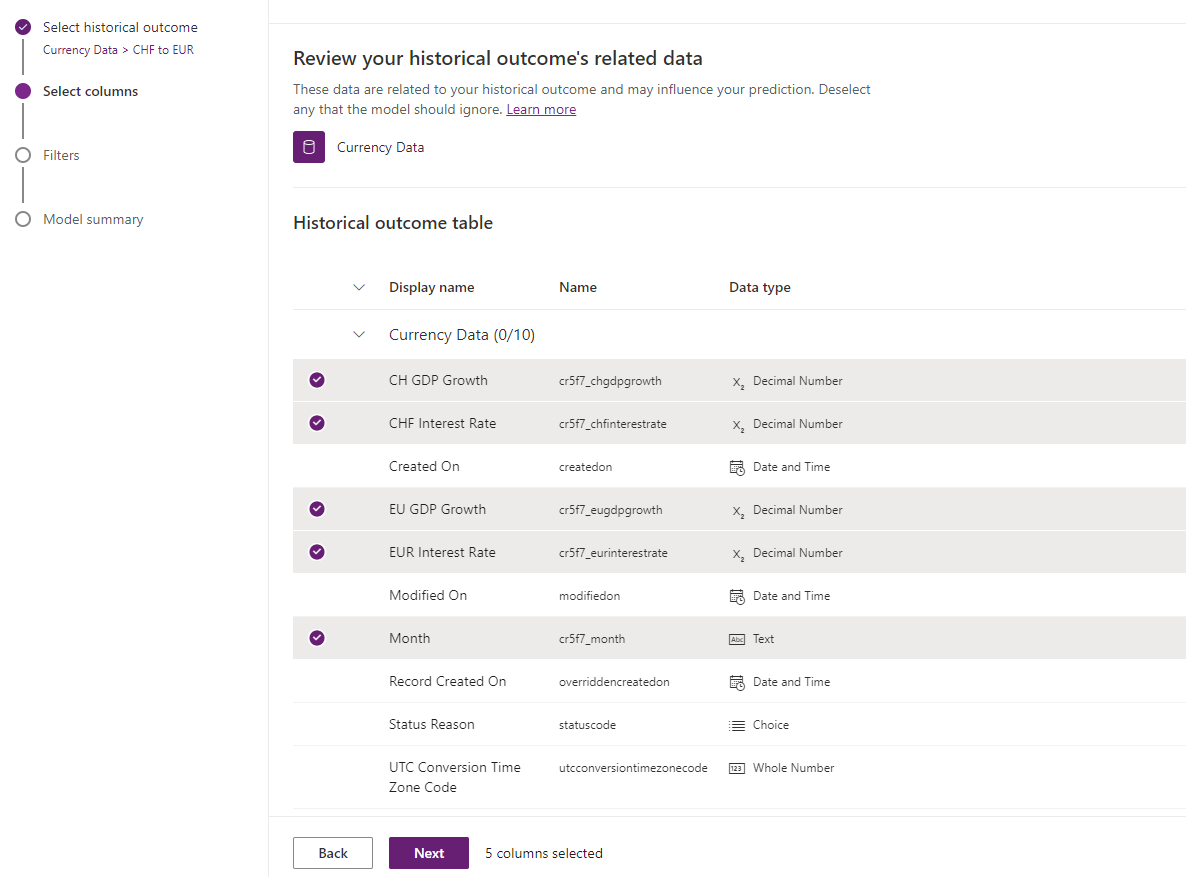 Select historical outcome
Currency Data > CHF to EUR
Select columns
Filters
Model summary
Review your historical outcome's related data
These data are related to your historical outcome and may influence your prediction. Deselect
any that the model should ignore. Learn more
Currency Data
Historical outcome table
Display name Name Data type
Currency Data (0/10)
CH GDP Growth cr5f7_chgdpgrowth X2 Decimal Number
CHF Interest Rate cr5f7_chfinterestrate X2 Decimal Number
Created On createdon Date and Time
EU GDP Growth cr5f7_eugdpgrowth X2 Decimal Number
EUR Interest Rate cr5f7_eurinterestrate X2 Decimal Number
Modified On modifiedon Date and Time
Month cr5f7_month Abc Text
Record Created On overriddencreatedon Date and Time
Status Reason statuscode Choice
UTC Conversion Time utcconversiontimezonecode 123 Whole Number
Zone Code
Back Next 5 columns selected